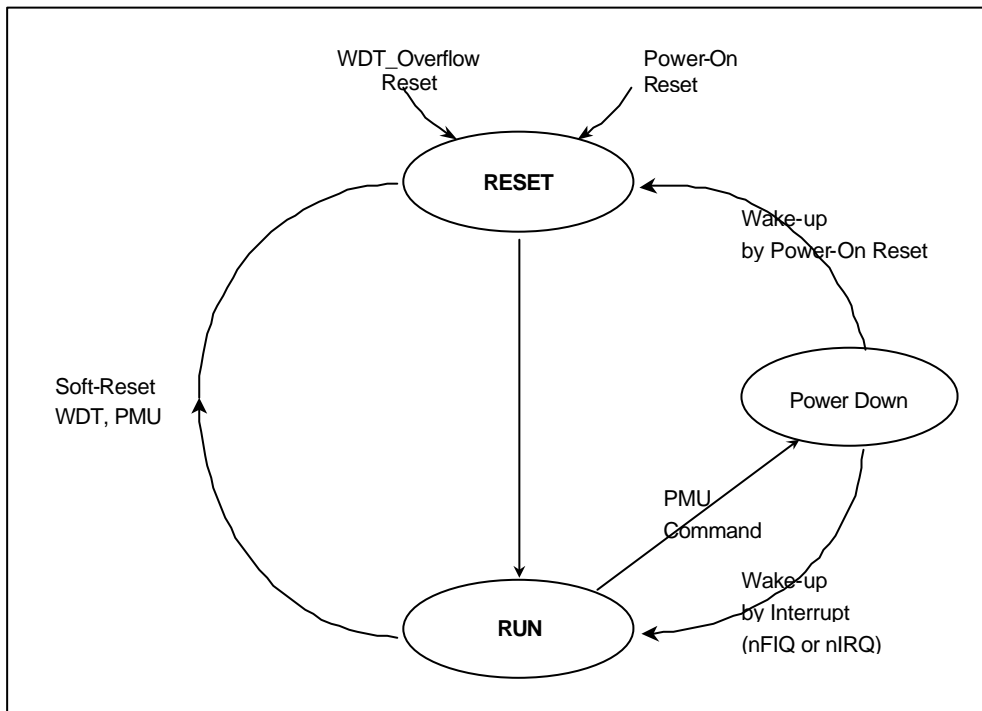 WDT_Overflow
Reset
Power-On
Reset
RESET
Wake-up
by Power-On Reset
Soft-Reset
WDT, PMU
Power Down
PMU
Command
Wake-up
by Interrupt
(nFIQ or nIRQ)
RUN